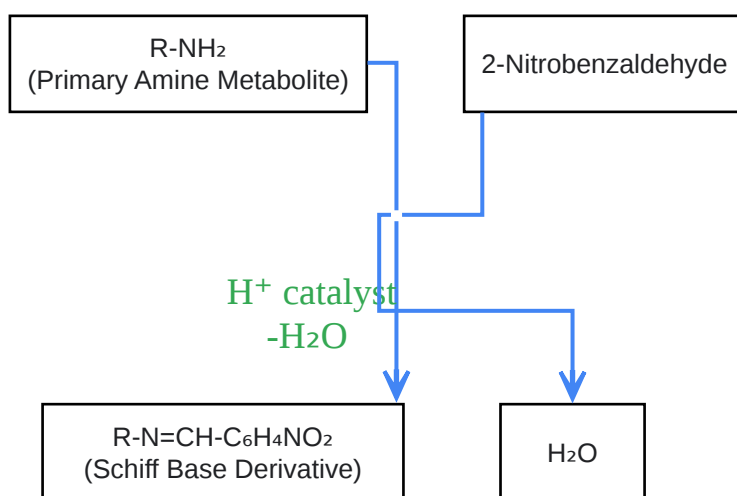 R-NH₂
(Primary Amine Metabolite)
2-Nitrobenzaldehyde
H⁺ catalyst
-H₂O
R-N=CH-C₆H₄NO₂
(Schiff Base Derivative)
H₂O